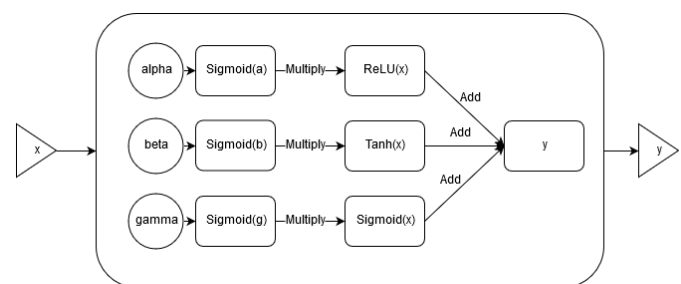 alpha Sigmoid(a) Multiply ReLU(x)
Add
x beta Sigmoid(b) Multiply Tanh(x) Add y y
Add
gamma Sigmoid(g) Multiply Sigmoid(x)